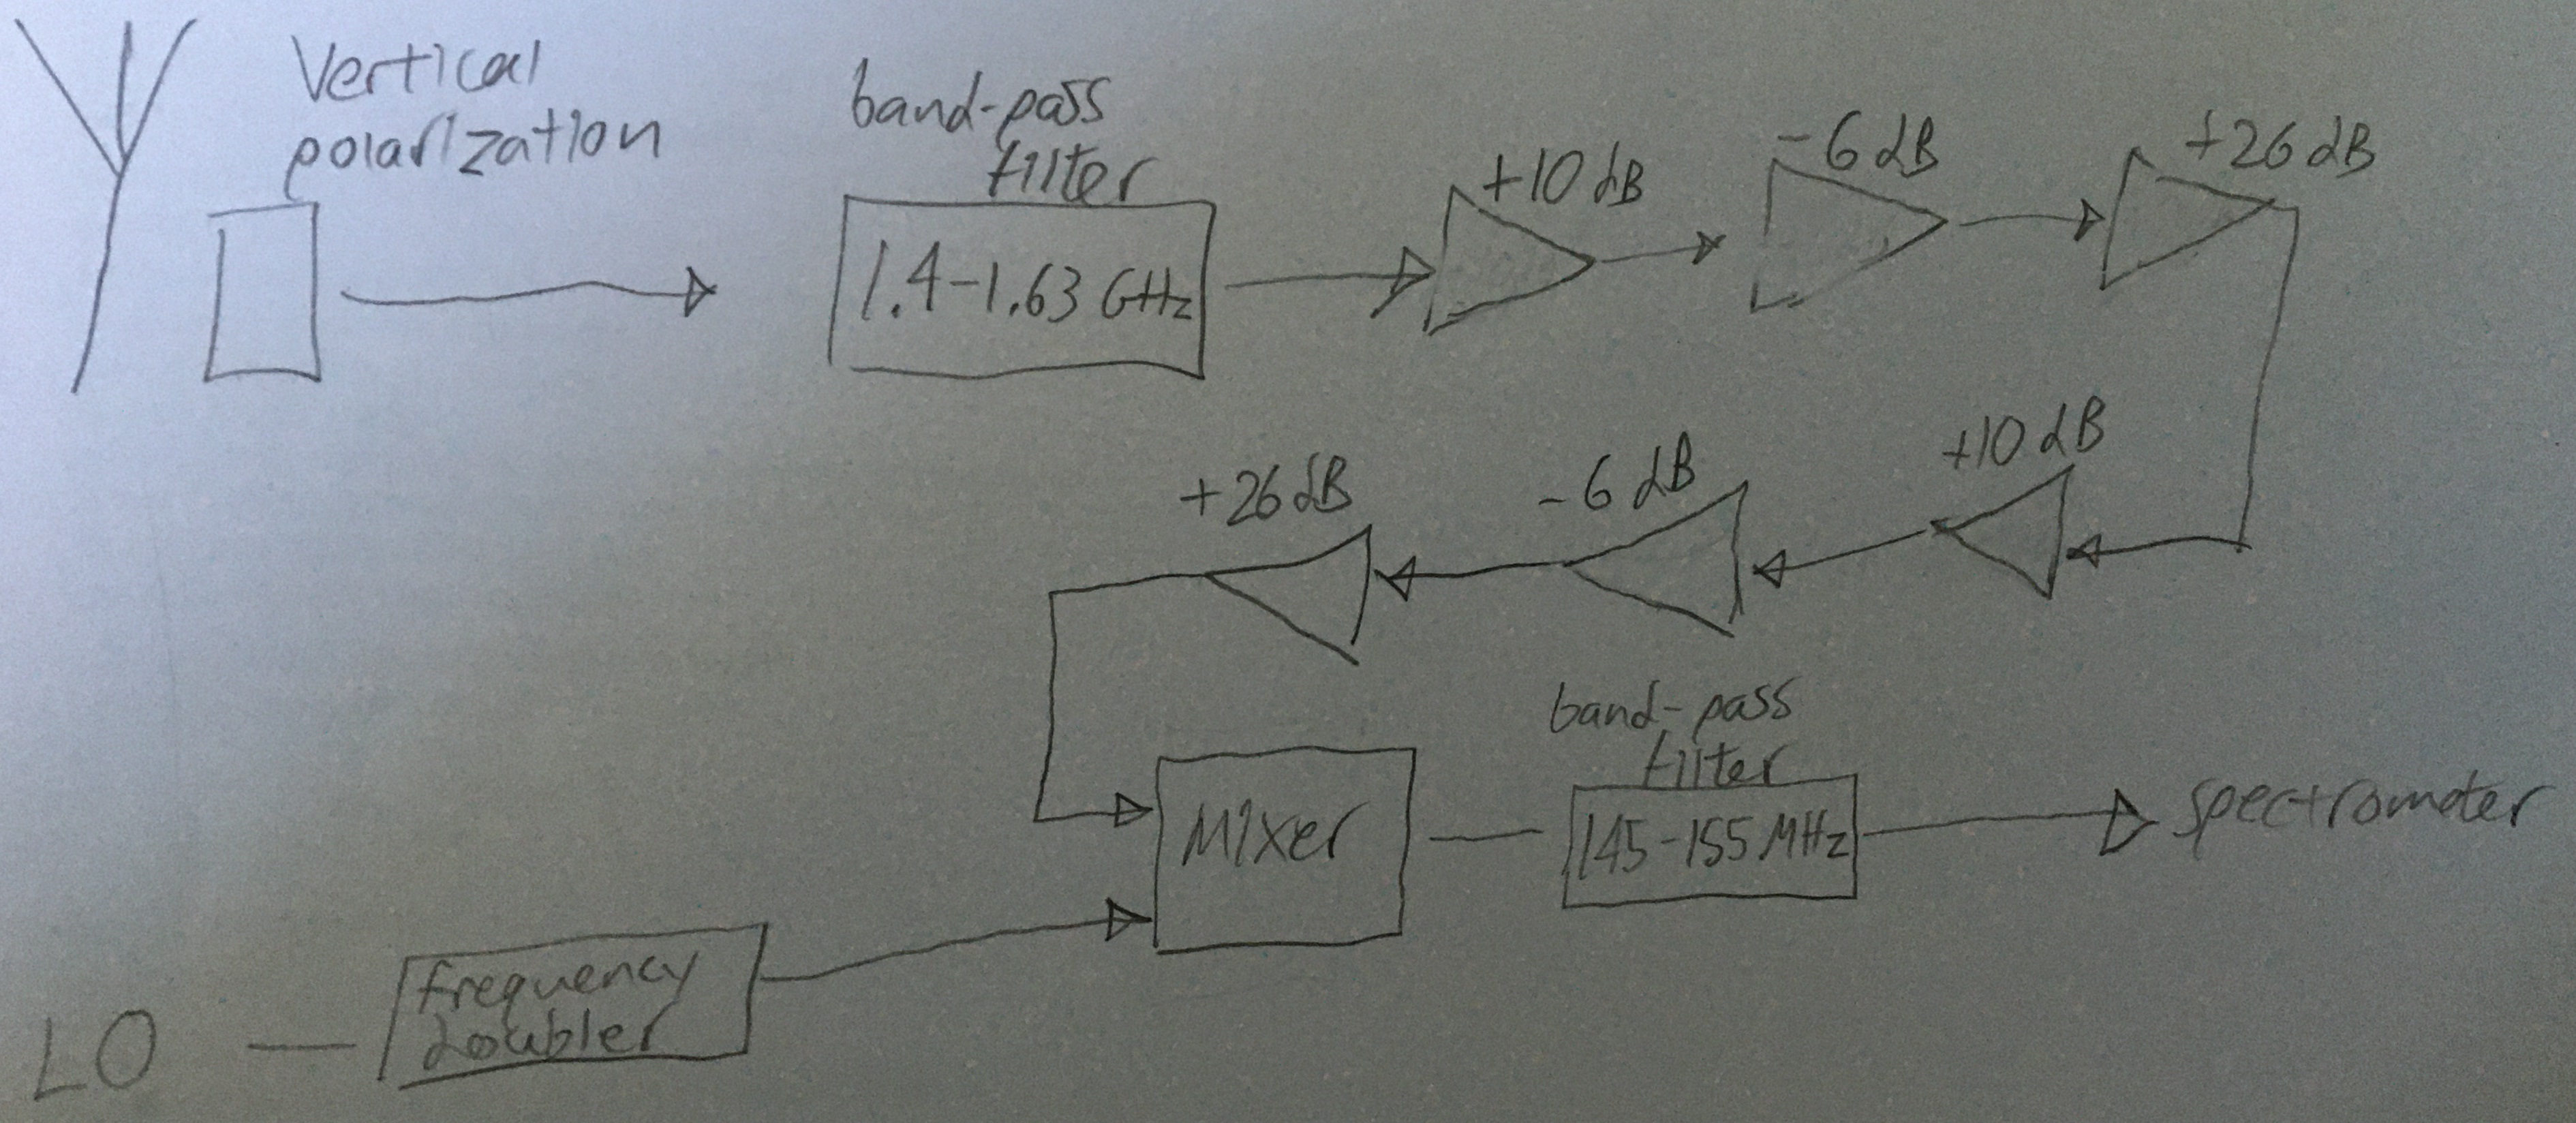 Vertical
polarization
band-pass
filter
1.4-1.63 GHz
+10 dB
-6 dB
+26 dB
+10 dB
-6 dB
+26 dB
Mixer
band-pass
filter
145-155 MHz
spectrometer
LO
frequency
doubler